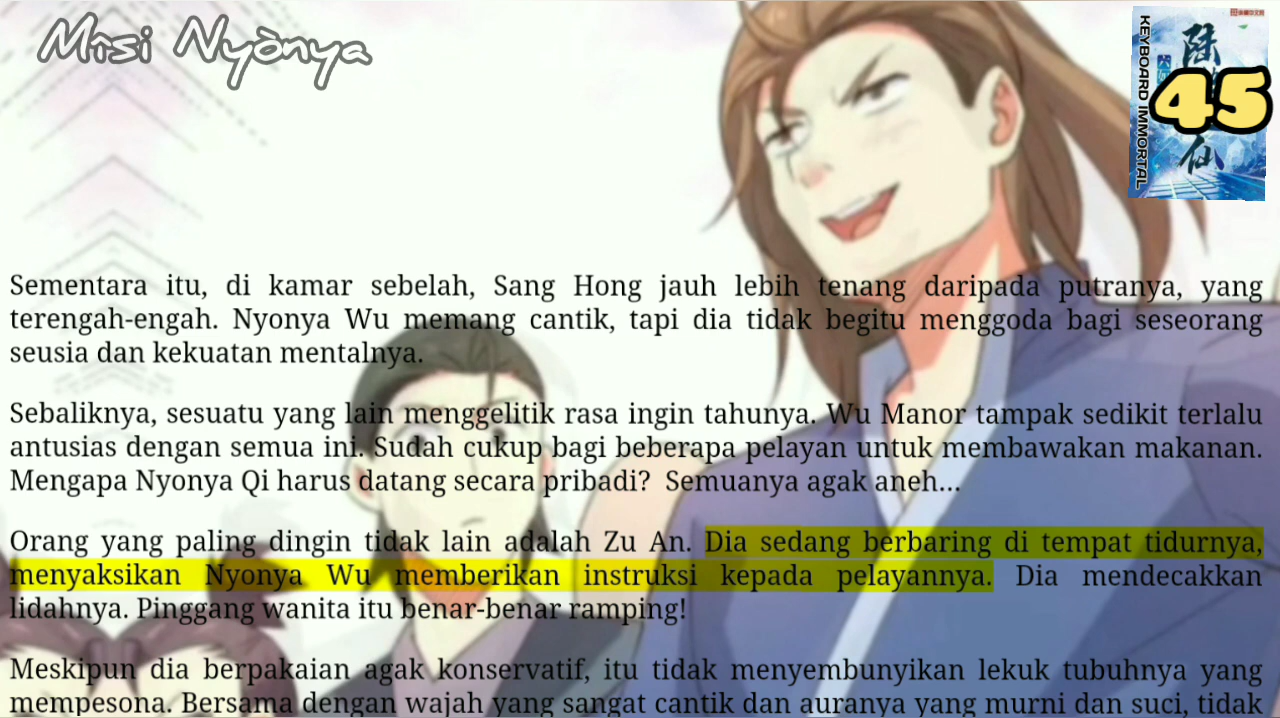 Mîsi Nyònya
KEYBOARD IMMORTAL
45
Sementara itu, di kamar sebelah, Sang Hong jauh lebih tenang daripada putranya, yang
terengah-engah. Nyonya Wu memang cantik, tapi dia tidak begitu menggoda bagi seseorang
seusia dan kekuatan mentalnya.
Sebaliknya, sesuatu yang lain menggelitik rasa ingin tahunya. Wu Manor tampak sedikit terlalu
antusias dengan semua ini. Sudah cukup bagi beberapa pelayan untuk membawakan makanan.
Mengapa Nyonya Qi harus datang secara pribadi? Semuanya agak aneh...
Orang yang paling dingin tidak lain adalah Zu An. Dia sedang berbaring di tempat tidurnya,
menyaksikan Nyonya Wu memberikan instruksi kepada pelayannya. Dia mendecakkan
lidahnya. Pinggang wanita itu benar-benar ramping!
Meskipun dia berpakaian agak konservatif, itu tidak menyembunyikan lekuk tubuhnya yang
mempesona. Bersama dengan wajah yang sangat cantik dan auranya yang murni dan suci, tidak